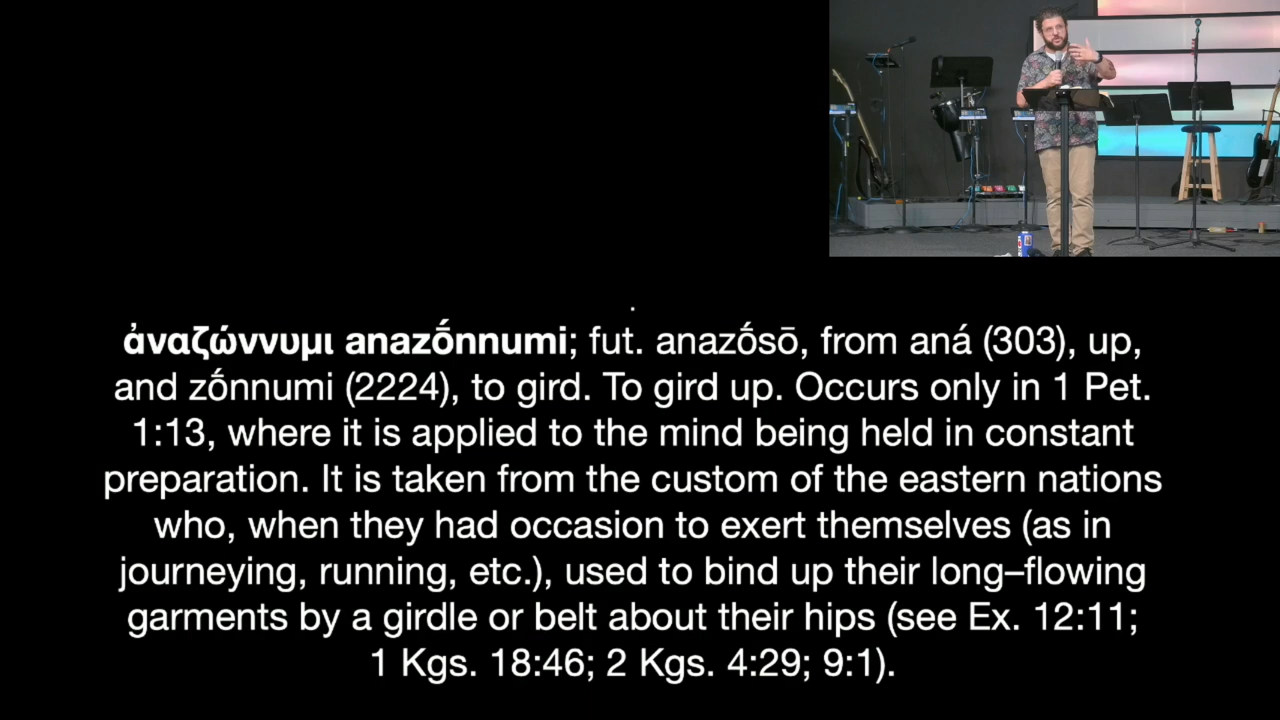 ἀναζώννυμι anazṓnnumi; fut. anazṓsō, from aná (303), up,
and zṓnnumi (2224), to gird. To gird up. Occurs only in 1 Pet.
1:13, where it is applied to the mind being held in constant
preparation. It is taken from the custom of the eastern nations
who, when they had occasion to exert themselves (as in
journeying, running, etc.), used to bind up their long–flowing
garments by a girdle or belt about their hips (see Ex. 12:11;
1 Kgs. 18:46; 2 Kgs. 4:29; 9:1).